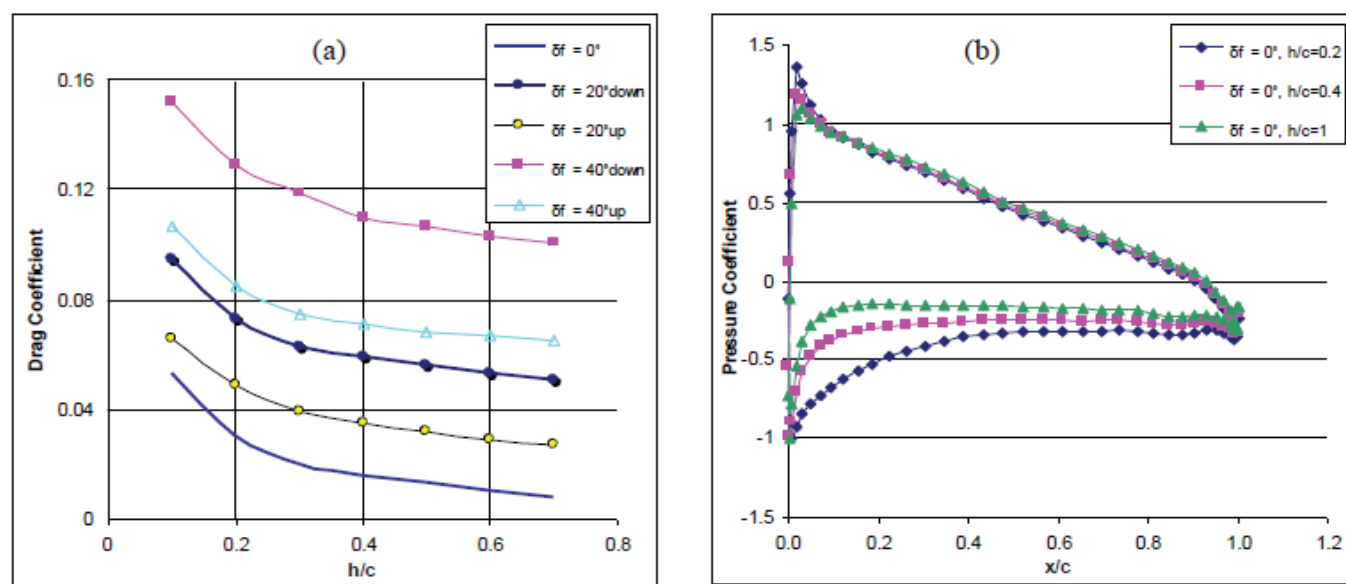 (a)
δf = 0°
δf = 20°down
δf = 20°up
δf = 40°down
δf = 40°up
0.16
0.12
0.08
0.04
0
Drag Coefficient
0
0.2
0.4
0.6
0.8
h/c
(b)
δf = 0°, h/c=0.2
δf = 0°, h/c=0.4
δf = 0°, h/c=1
1.5
1
0.5
0
-0.5
-1
-1.5
Pressure Coefficient
0.0
0.2
0.4
0.6
0.8
1.0
1.2
x/c